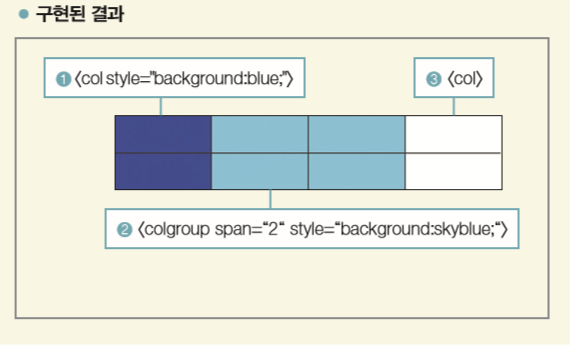 • 구현된 결과
❶ <col style="background:blue;">
❸ <col>
❷ <colgroup span="2" style="background:skyblue;">